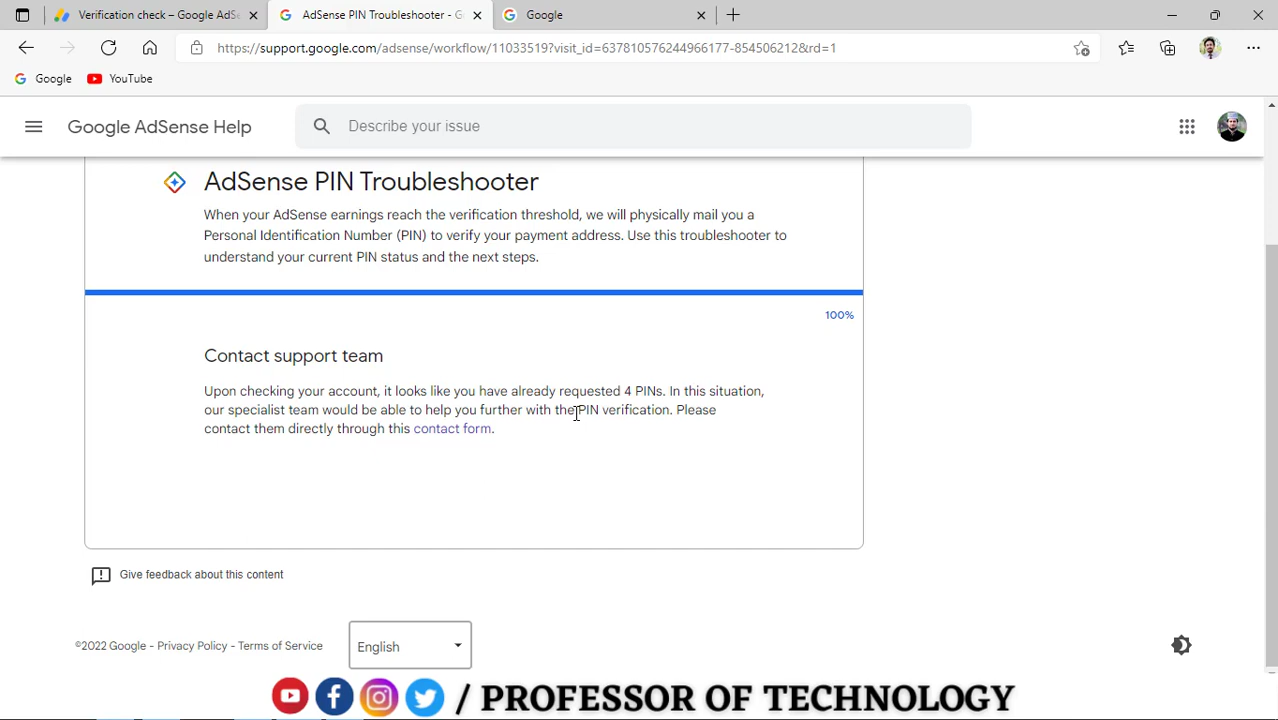 Verification check – Google AdS
AdSense PIN Troubleshooter - G
Google
https://support.google.com/adsense/workflow/11033519?visit_id=637810576244966177-854506212&rd=1
Google
YouTube
Google AdSense Help
Describe your issue
AdSense PIN Troubleshooter
When your AdSense earnings reach the verification threshold, we will physically mail you a
Personal Identification Number (PIN) to verify your payment address. Use this troubleshooter to
understand your current PIN status and the next steps.
100%
Contact support team
Upon checking your account, it looks like you have already requested 4 PINs. In this situation,
our specialist team would be able to help you further with the PIN verification. Please
contact them directly through this contact form.
Give feedback about this content
©2022 Google - Privacy Policy - Terms of Service
English
/ PROFESSOR OF TECHNOLOGY